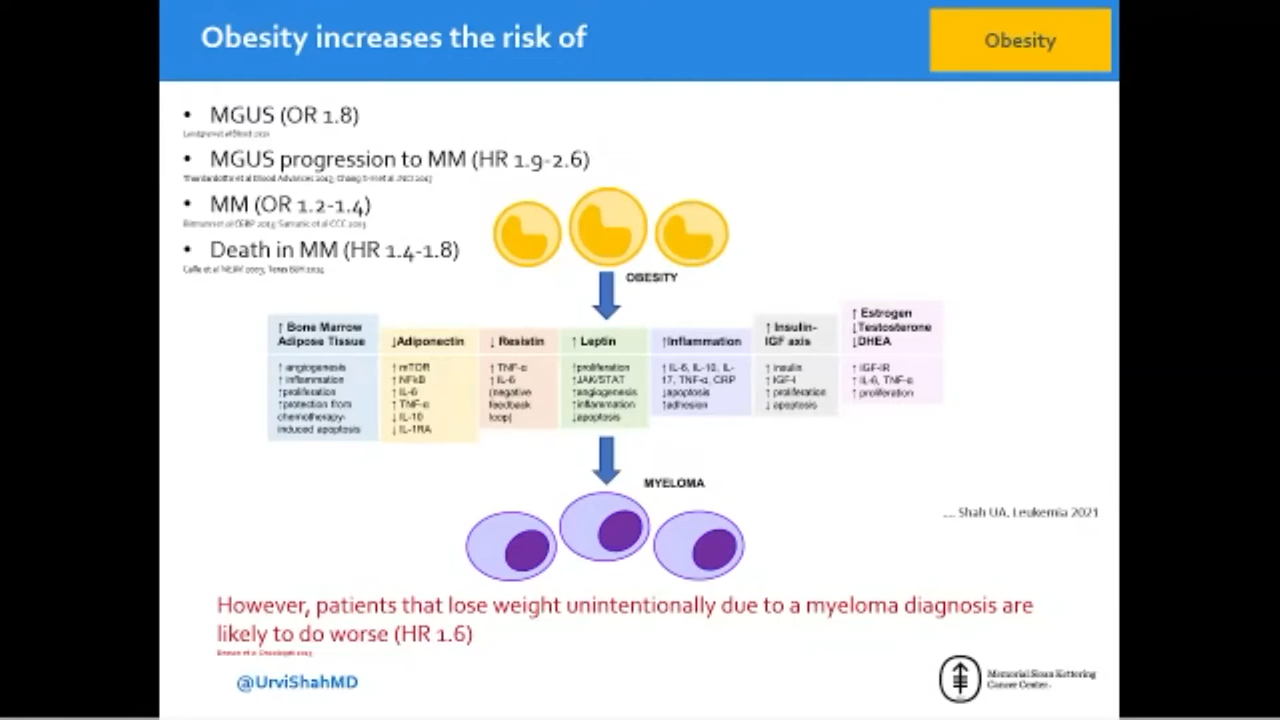 Obesity increases the risk of
Obesity
• MGUS (OR 1.8)
• MGUS progression to MM (HR 1.9-2.6)
• MM (OR 1.2-1.4)
• Death in MM (HR 1.4-1.8)
OBESITY
↑ Bone Marrow
Adipose Tissue
↑ angiogenesis
↑ inflammation
↑proliferation
↑protection from
chemotherapy-
induced apoptosis
↓Adiponectin
↑ mTOR
↑ NFkB
↑ IL-6
↑ TNF-α
↓ IL-10
↓ IL-1RA
↓ Resistin
↑ TNF-α
↑ IL-6
(negative
feedback
loop)
↑ Leptin
↑proliferation
↑JAK/STAT
↑angiogenesis
↑inflammation
↓apoptosis
↑Inflammation
↑ IL-6, IL-10, IL-
17, TNF-α, CRP
↓apoptosis
↑adhesion
↑ Insulin-
IGF axis
↑ insulin
↑ IGF-I
↑ proliferation
↓ apoptosis
↑ Estrogen
↓Testosterone
↓DHEA
↑ IGF-IR
↑ IL-6, TNF-α
↑ proliferation
MYELOMA
.... Shah UA, Leukemia 2021
However, patients that lose weight unintentionally due to a myeloma diagnosis are
likely to do worse (HR 1.6)
@UrviShahMD
Memorial Sloan Kettering
Cancer Center